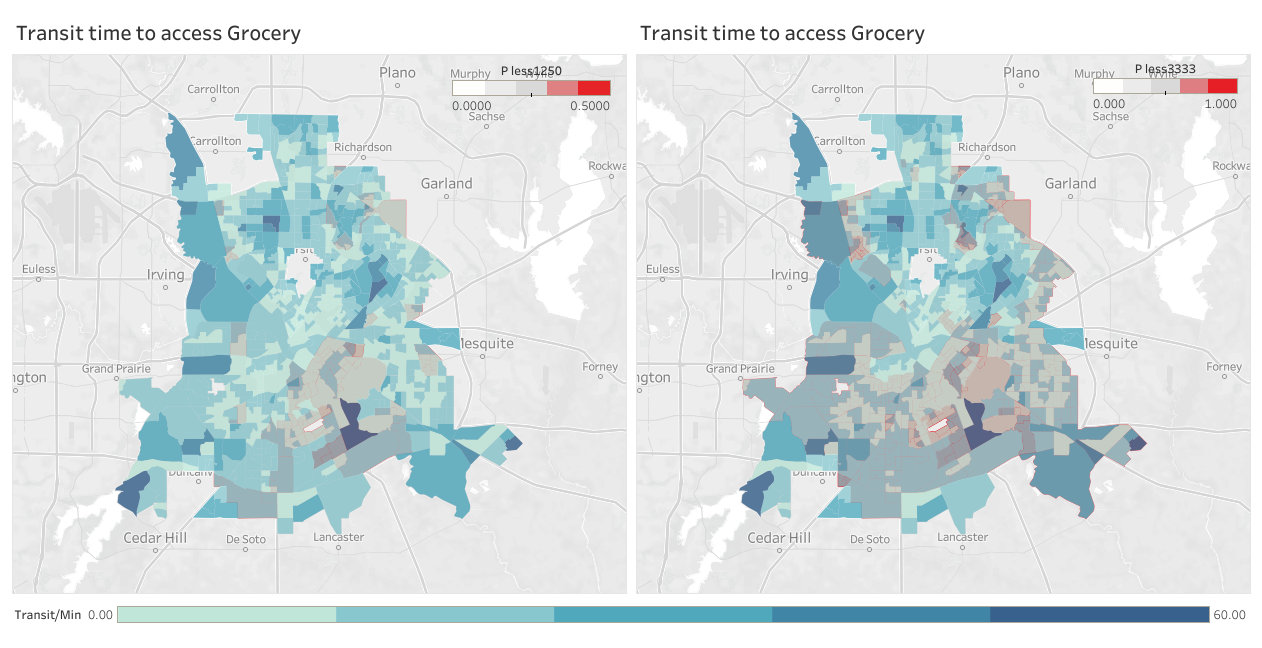 Transit time to access Grocery
P less1250
0.0000 0.5000
Plano
Murphy
Carrollton
Sachse
Carrollton
Richardson
Rockwa
Garland
Euless
Irving
Mesquite
Grand Prairie
Forney
ngton
Cedar Hill
De Soto
Lancaster
Transit time to access Grocery
P less3333
0.000 1.000
Plano
Murphy
Carrollton
Sachse
Carrollton
Richardson
Rockwa
Garland
Euless
Irving
Mesquite
Grand Prairie
Forney
ngton
Cedar Hill
De Soto
Lancaster
Transit/Min 0.00 60.00